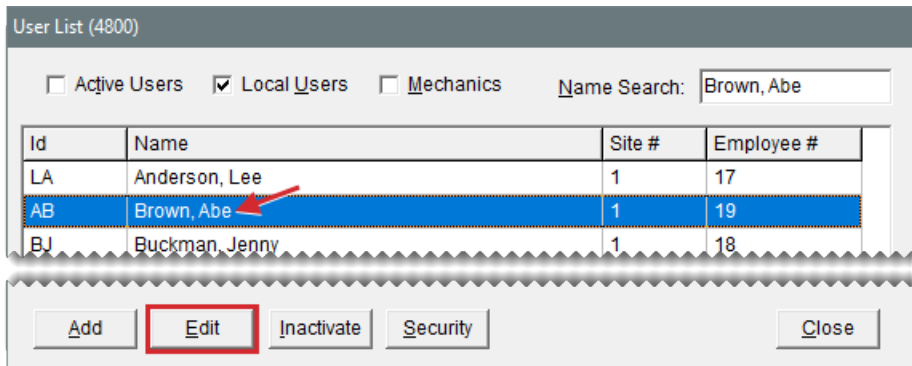 User List (4800)
Active Users Local Users Mechanics Name Search: Brown, Abe
Id Name Site # Employee #
LA Anderson, Lee 1 17
AB Brown, Abe 1 19
BJ Buckman, Jenny 1 18
Add Edit Inactivate Security Close